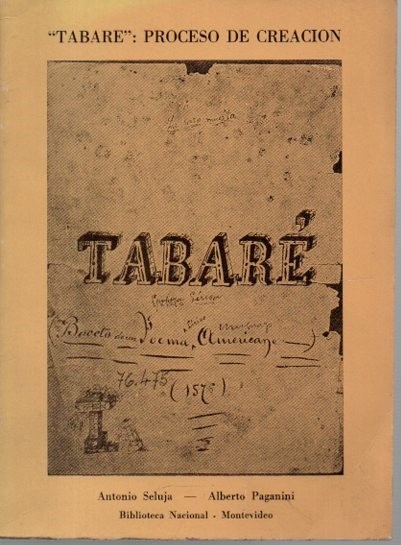 "TABARE": PROCESO DE CREACION
TABARÉ
(Boceto de un Poema Americano)
76.475
(1575)
Antonio Seluja — Alberto Paganini
Biblioteca Nacional - Montevideo